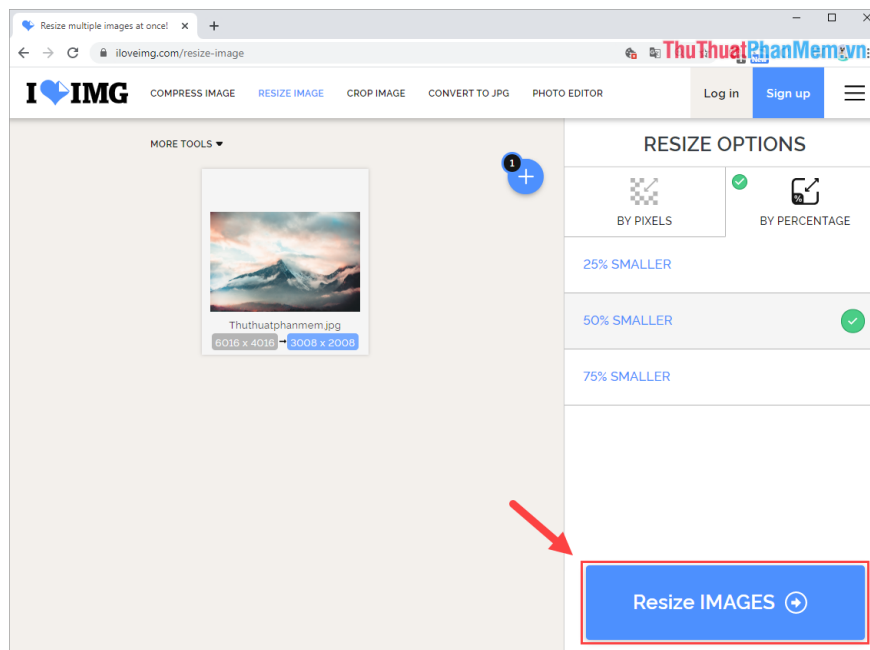 Resize multiple images at once!
iloveimg.com/resize-image
ThuThuatPhanMem.vn
I IMG
COMPRESS IMAGE
RESIZE IMAGE
CROP IMAGE
CONVERT TO JPG
PHOTO EDITOR
Log in
Sign up
MORE TOOLS
1
Thuthuatphanmem.jpg
6016 x 4016
3008 x 2008
RESIZE OPTIONS
BY PIXELS
%
BY PERCENTAGE
25% SMALLER
50% SMALLER
75% SMALLER
Resize IMAGES